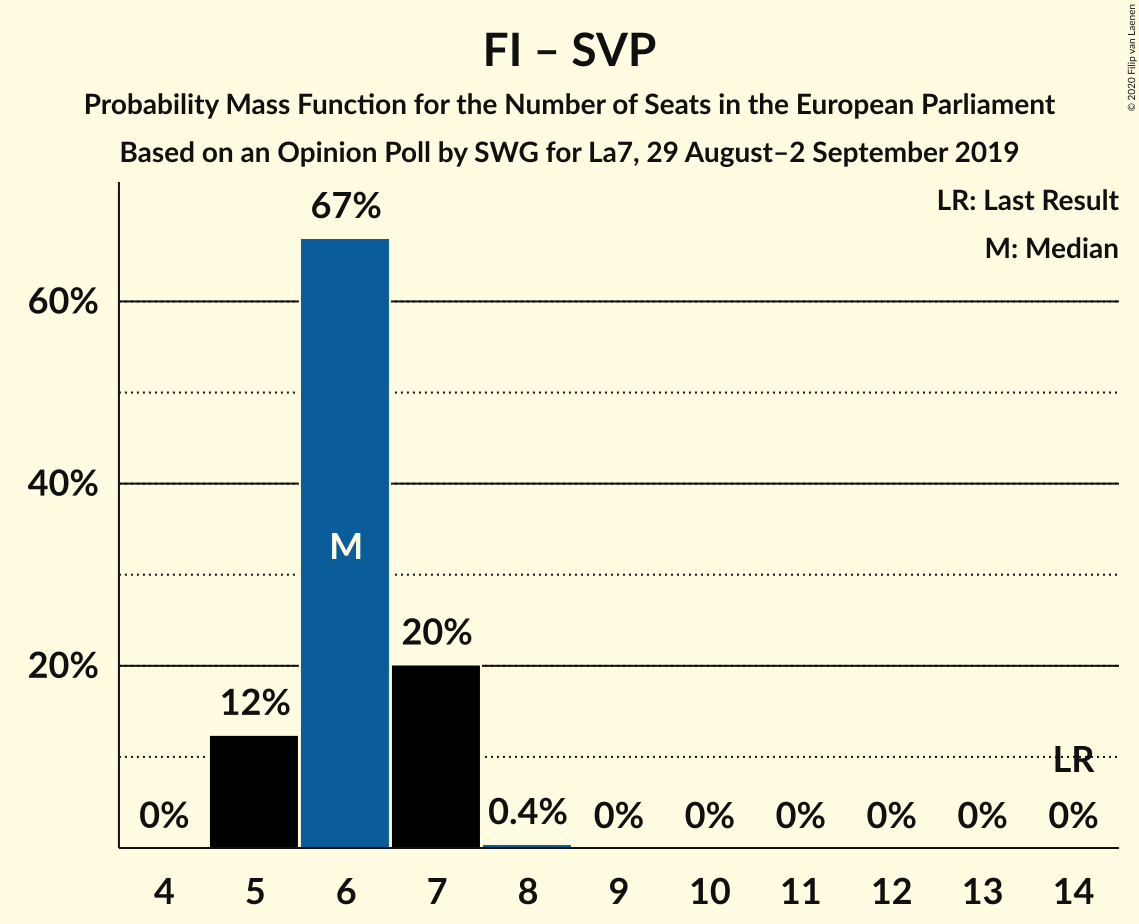 FI – SVP
Probability Mass Function for the Number of Seats in the European Parliament
Based on an Opinion Poll by SWG for La7, 29 August–2 September 2019
© 2020 Filip van Laenen
LR: Last Result
M: Median
67%
60%
40%
M
20%
20%
12%
LR
0%
0.4%
0%
0%
0%
0%
0%
0%
4 5 6 7 8 9 10 11 12 13 14